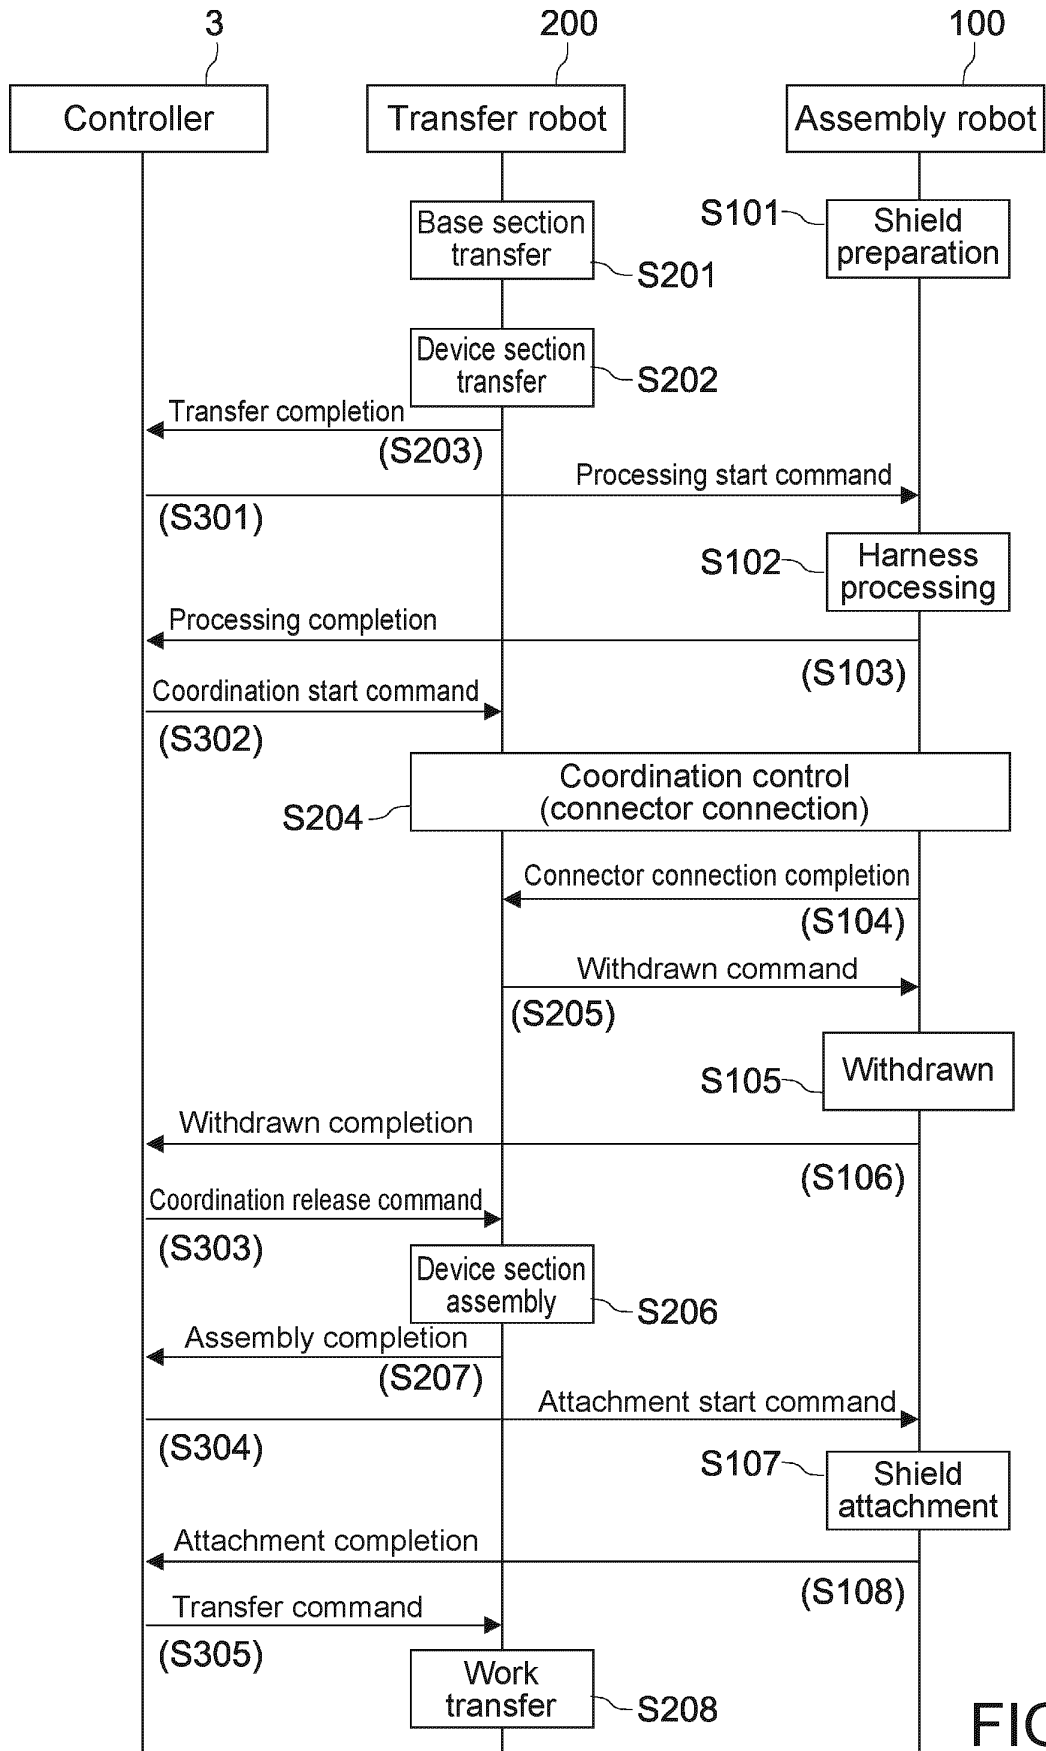 3
200
100
Controller
Transfer robot
Assembly robot
Base section
transfer
S201
S101
Shield
preparation
Device section
transfer
S202
Transfer completion
(S203)
Processing start command
(S301)
S102
Harness
processing
Processing completion
(S103)
Coordination start command
(S302)
Coordination control
(connector connection)
S204
Connector connection completion
(S104)
Withdrawn command
(S205)
S105
Withdrawn
Withdrawn completion
(S106)
Coordination release command
(S303)
Device section
assembly
S206
Assembly completion
(S207)
Attachment start command
(S304)
S107
Shield
attachment
Attachment completion
(S108)
Transfer command
(S305)
Work
transfer
S208